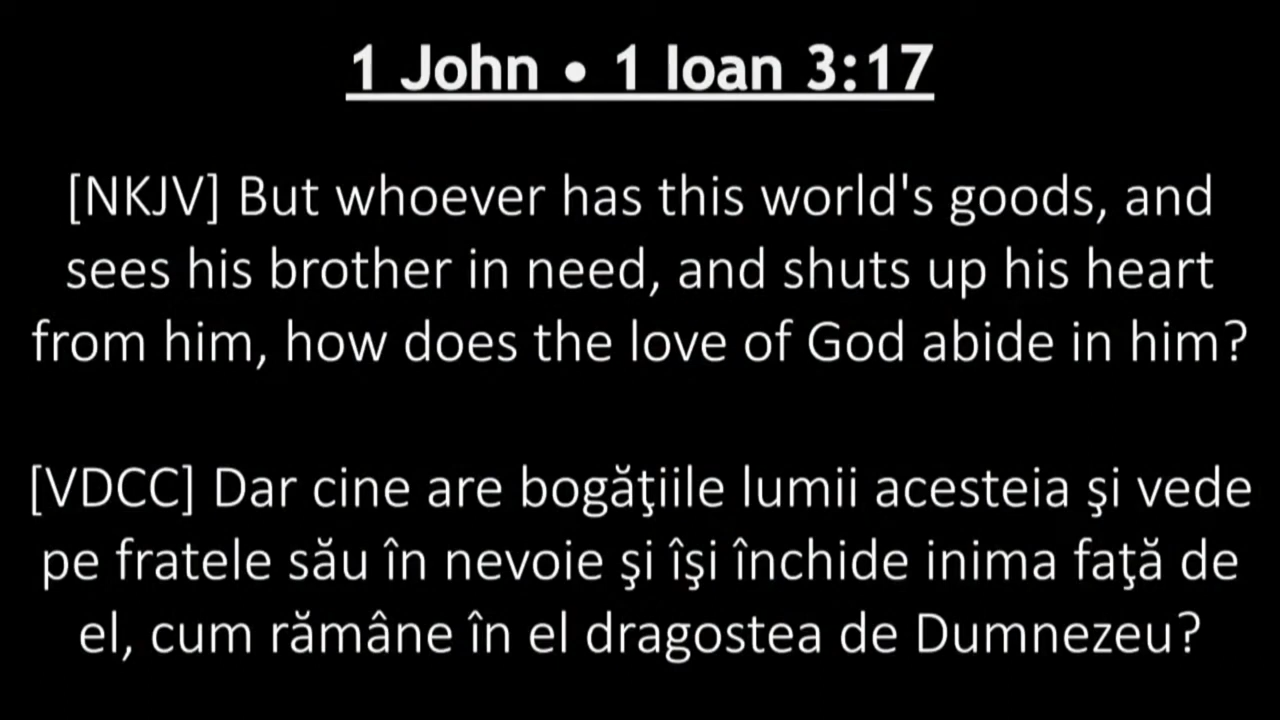 1 John • 1 Ioan 3:17
[NKJV] But whoever has this world's goods, and
sees his brother in need, and shuts up his heart
from him, how does the love of God abide in him?
[VDCC] Dar cine are bogăţiile lumii acesteia şi vede
pe fratele său în nevoie şi îşi închide inima faţă de
el, cum rămâne în el dragostea de Dumnezeu?